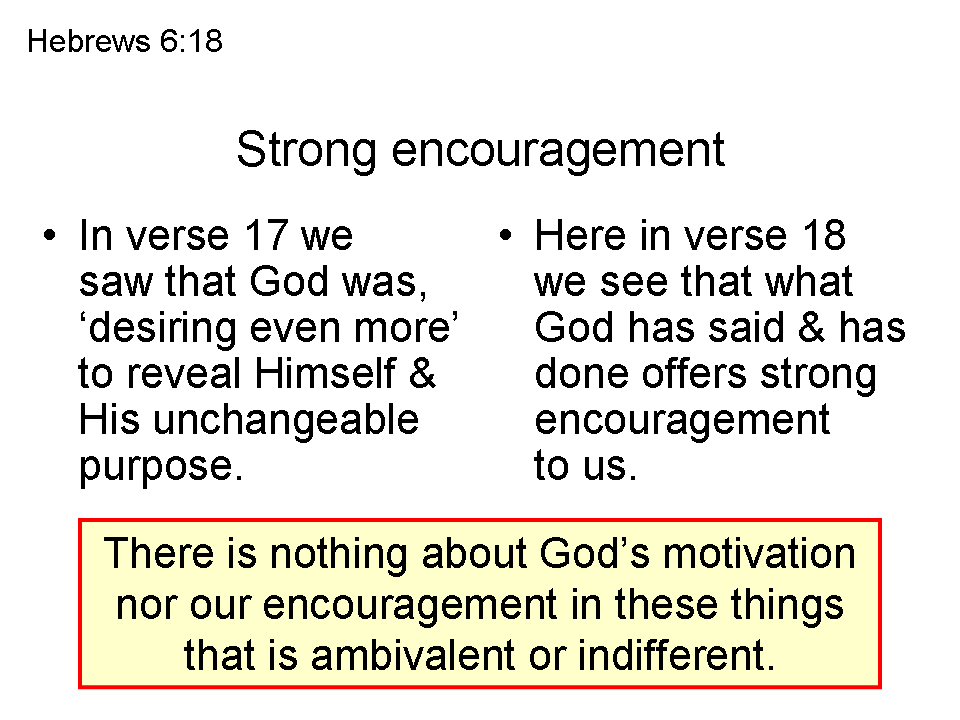 Hebrews 6:18
Strong encouragement
• In verse 17 we
saw that God was,
‘desiring even more’
to reveal Himself &
His unchangeable
purpose.
• Here in verse 18
we see that what
God has said & has
done offers strong
encouragement
to us.
There is nothing about God’s motivation
nor our encouragement in these things
that is ambivalent or indifferent.